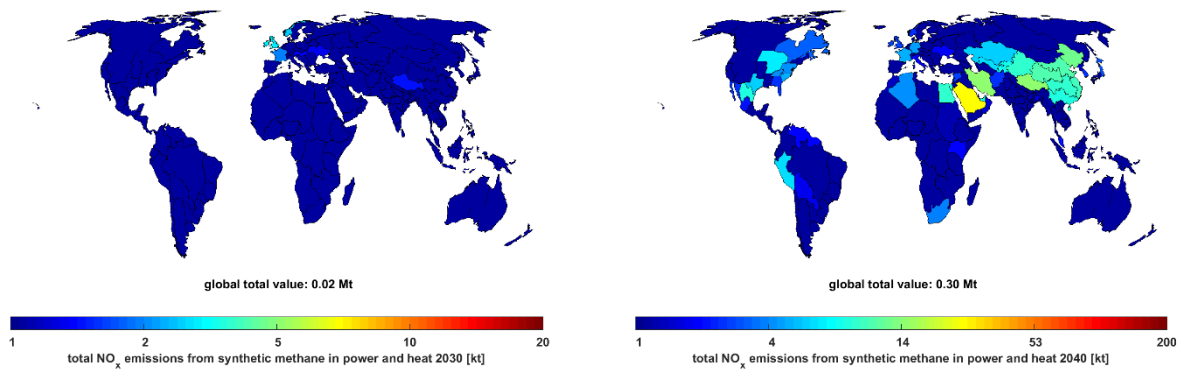 global total value: 0.02 Mt
1 2 5 10 20
total NOx emissions from synthetic methane in power and heat 2030 [kt]
global total value: 0.30 Mt
1 4 14 53 200
total NOx emissions from synthetic methane in power and heat 2040 [kt]